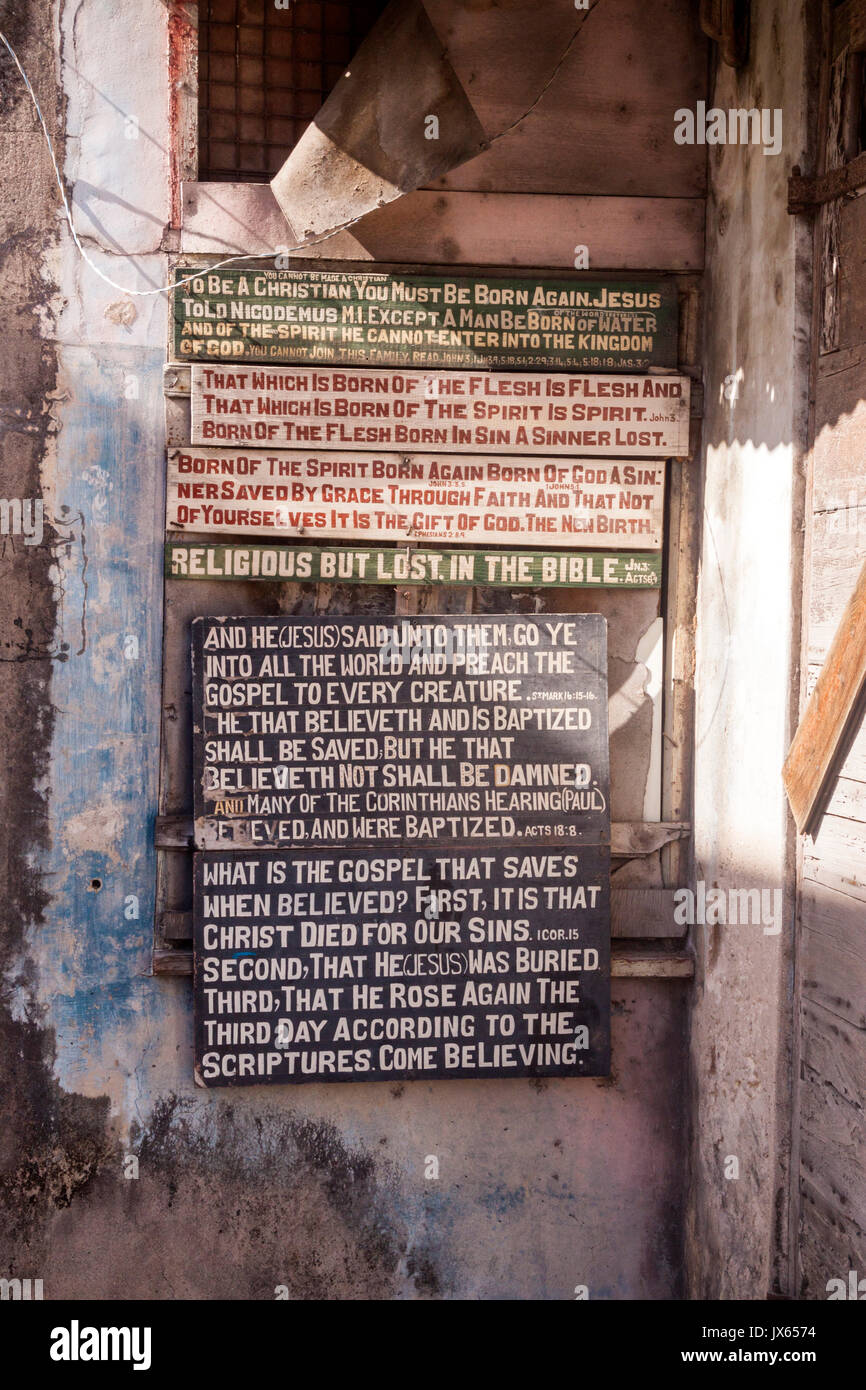 YOU CANNOT BE MADE A CHRISTIAN
TO BE A CHRISTIAN YOU MUST BE BORN AGAIN. JESUS
TOLD NICODEMUS M.I. EXCEPT A MAN BE BORN OF WATER
AND OF THE SPIRIT HE CANNOT ENTER INTO THE KINGDOM
OF GOD. YOU CANNOT JOIN THIS FAMILY. READ JOHN 3:
THAT WHICH IS BORN OF THE FLESH IS FLESH AND
THAT WHICH IS BORN OF THE SPIRIT IS SPIRIT. John 3.
BORN OF THE FLESH BORN IN SIN A SINNER LOST.
BORN OF THE SPIRIT BORN AGAIN BORN OF GOD A SIN.
JOHN 3:3.5 1 JOHN 5:1
NER SAVED BY GRACE THROUGH FAITH AND THAT NOT
OF YOURSELVES IT IS THE GIFT OF GOD. THE NEW BIRTH.
EPHESIANS 2:8.9
RELIGIOUS BUT LOST. IN THE BIBLE. JN.3:
AND HE (JESUS) SAID UNTO THEM, GO YE
INTO ALL THE WORLD AND PREACH THE
GOSPEL TO EVERY CREATURE. ST MARK 16:15-16.
HE THAT BELIEVETH AND IS BAPTIZED
SHALL BE SAVED, BUT HE THAT
BELIEVETH NOT SHALL BE DAMNED.
AND MANY OF THE CORINTHIANS HEARING (PAUL)
ELIEVED, AND WERE BAPTIZED. ACTS 18:8.
WHAT IS THE GOSPEL THAT SAVES
WHEN BELIEVED? FIRST, IT IS THAT
CHRIST DIED FOR OUR SINS. 1 COR.15
SECOND, THAT HE (JESUS) WAS BURIED.
THIRD, THAT HE ROSE AGAIN THE
THIRD DAY ACCORDING TO THE
SCRIPTURES. COME BELIEVING.
a
alamy
Image ID: JX6574
www.alamy.com